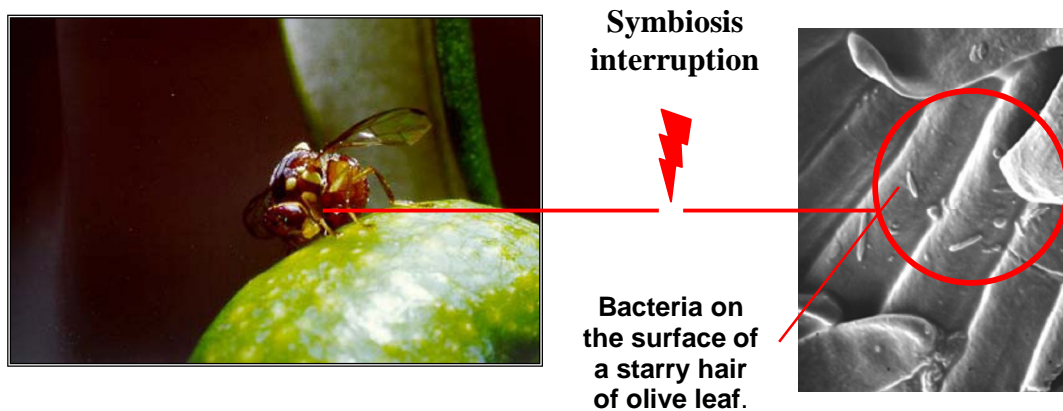 Symbiosis
interruption
Bacteria on
the surface of
a starry hair
of olive leaf.